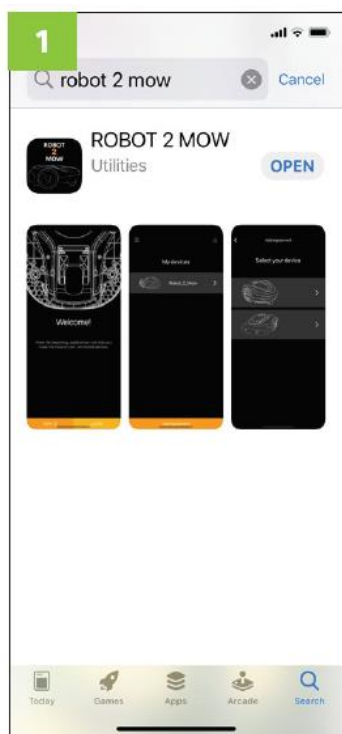 1
robot 2 mow
Cancel
ROBOT
2
MOW
ROBOT 2 MOW
Utilities
OPEN
Welcome!
My devices
Robot_2_Mow
Select your device
Today
Games
Apps
Arcade
Search